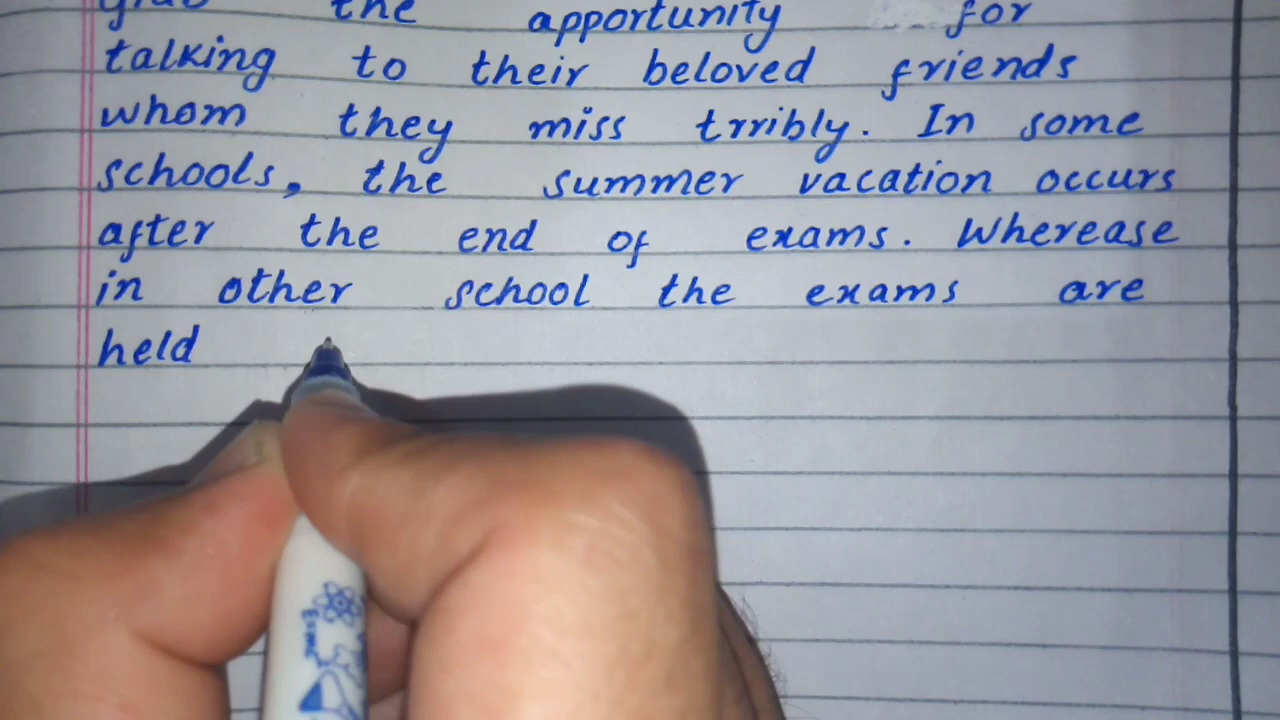 the apportunity for
talking to their beloved friends
whom they miss trribly. In some
schools, the summer vacation occurs
after the end of exams. Wherease
in other school the exams are
held